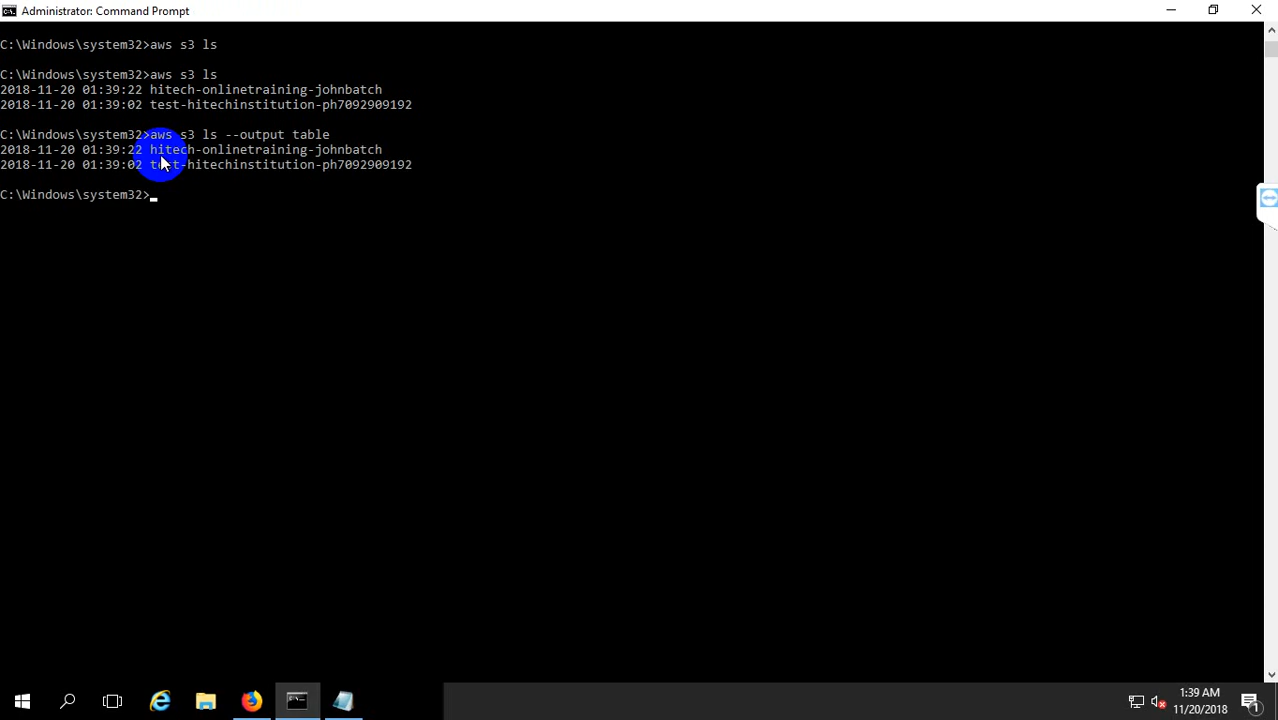 Administrator: Command Prompt
C:\Windows\system32>aws s3 ls
C:\Windows\system32>aws s3 ls
2018-11-20 01:39:22 hitech-onlinetraining-johnbatch
2018-11-20 01:39:02 test-hitechinstitution-ph7092909192
C:\Windows\system32>aws s3 ls --output table
2018-11-20 01:39:22 hitech-onlinetraining-johnbatch
2018-11-20 01:39:02 test-hitechinstitution-ph7092909192
C:\Windows\system32>
1:39 AM
11/20/2018
1